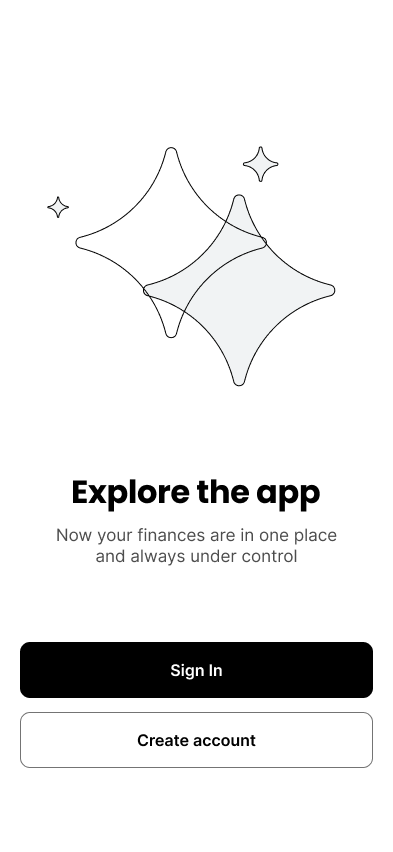 Explore the app
Now your finances are in one place
and always under control
Sign In
Create account